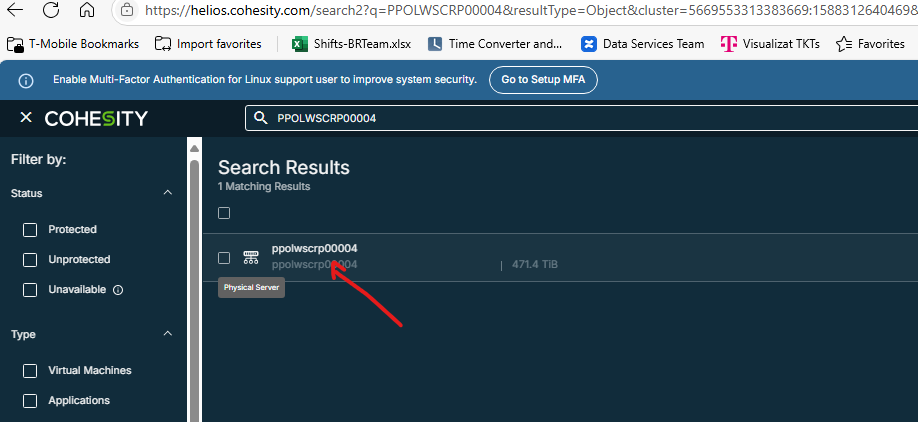 https://helios.cohesity.com/search2?q=PPOLWSCRP00004&resultType=Object&cluster=5669553313383669:15883126404698
T-Mobile Bookmarks Import favorites Shifts-BRTeam.xlsx Time Converter and... Data Services Team Visualizat TKTs Favorites
Enable Multi-Factor Authentication for Linux support user to improve system security. Go to Setup MFA
COHESITY
PPOLWSCRP00004
Filter by:
Status
Protected
Unprotected
Unavailable
Type
Virtual Machines
Applications
Search Results
1 Matching Results
ppolwscrp00004
ppolwscrp00004 | 471.4 TiB
Physical Server